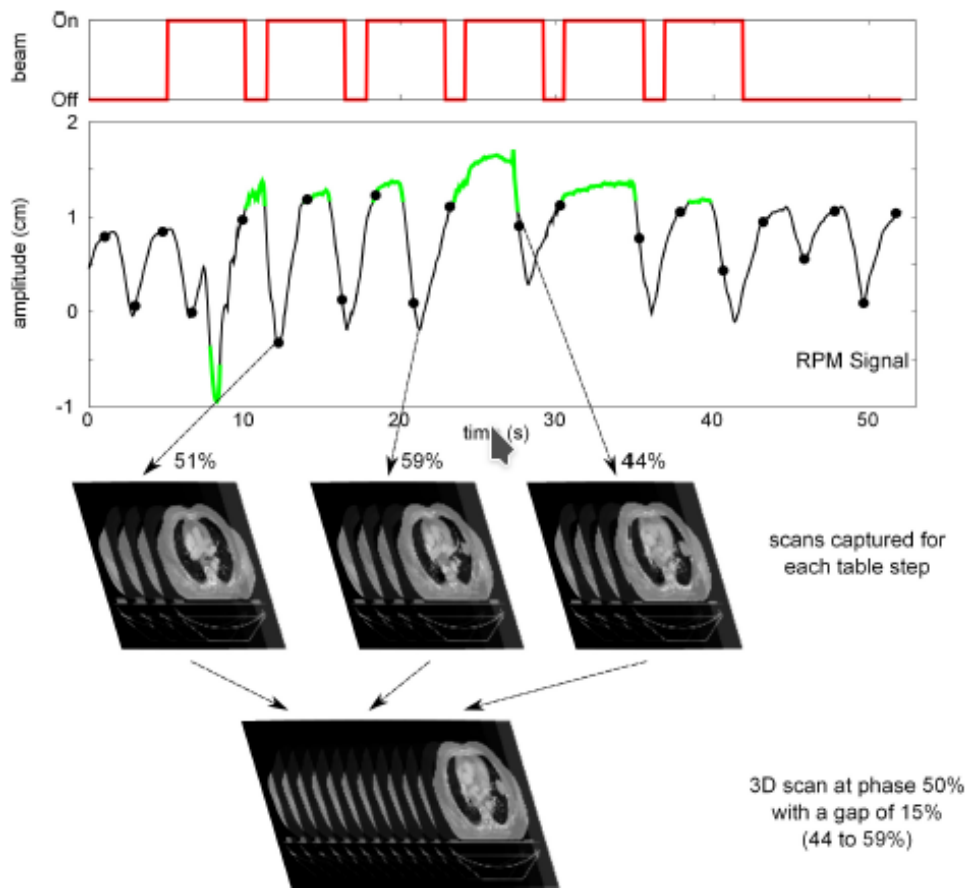 On
beam
Off
2
1
0
-1
amplitude (cm)
RPM Signal
0 10 20 30 40 50
(s)
51% 59% 44%
scans captured for
each table step
3D scan at phase 50%
with a gap of 15%
(44 to 59%)